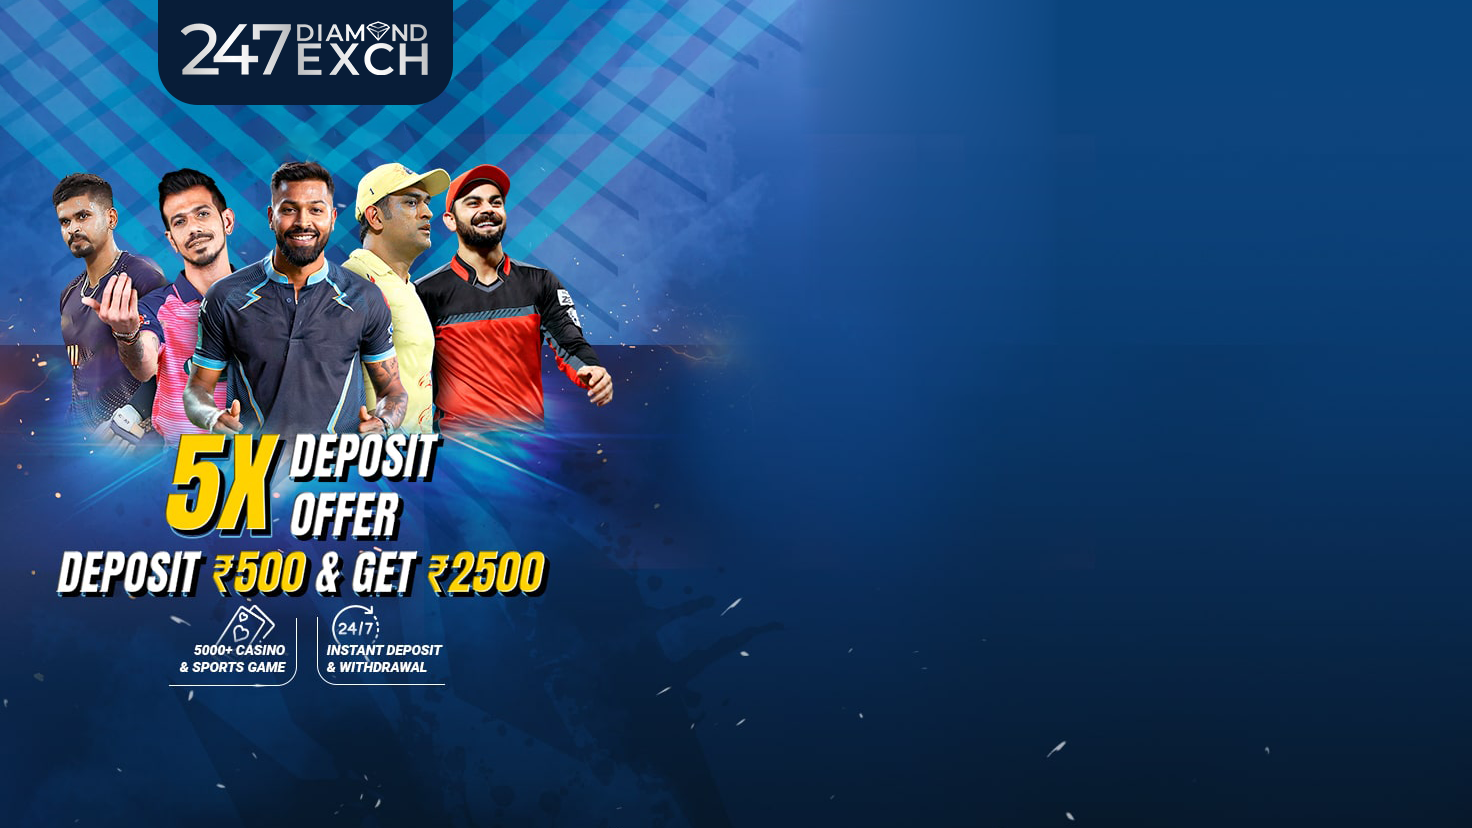 247 DIAMOND
EXCH
5X DEPOSIT
OFFER
DEPOSIT ₹500 & GET ₹2500
5000+ CASINO
& SPORTS GAME
24/7
INSTANT DEPOSIT
& WITHDRAWAL